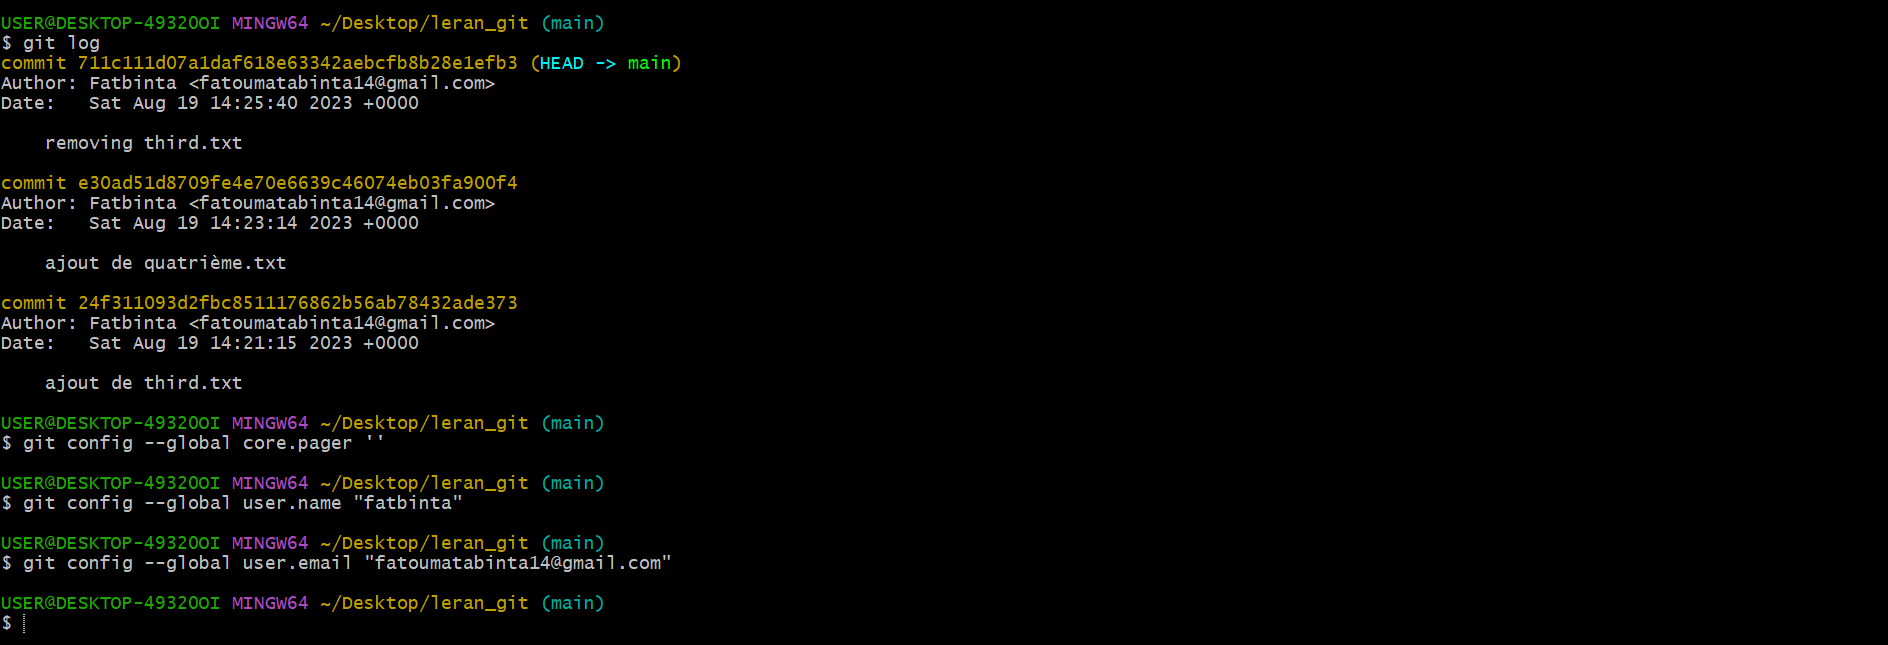 USER@DESKTOP-49320OI MINGW64 ~/Desktop/leran_git (main)
$ git log
commit 711c111d07a1daf618e63342aebcfb8b28e1efb3 (HEAD -> main)
Author: Fatbinta <fatoumatabinta14@gmail.com>
Date:   Sat Aug 19 14:25:40 2023 +0000
    removing third.txt
commit e30ad51d8709fe4e70e6639c46074eb03fa900f4
Author: Fatbinta <fatoumatabinta14@gmail.com>
Date:   Sat Aug 19 14:23:14 2023 +0000
    ajout de quatrième.txt
commit 24f311093d2fbc8511176862b56ab78432ade373
Author: Fatbinta <fatoumatabinta14@gmail.com>
Date:   Sat Aug 19 14:21:15 2023 +0000
    ajout de third.txt
USER@DESKTOP-49320OI MINGW64 ~/Desktop/leran_git (main)
$ git config --global core.pager ''
USER@DESKTOP-49320OI MINGW64 ~/Desktop/leran_git (main)
$ git config --global user.name "fatbinta"
USER@DESKTOP-49320OI MINGW64 ~/Desktop/leran_git (main)
$ git config --global user.email "fatoumatabinta14@gmail.com"
USER@DESKTOP-49320OI MINGW64 ~/Desktop/leran_git (main)
$